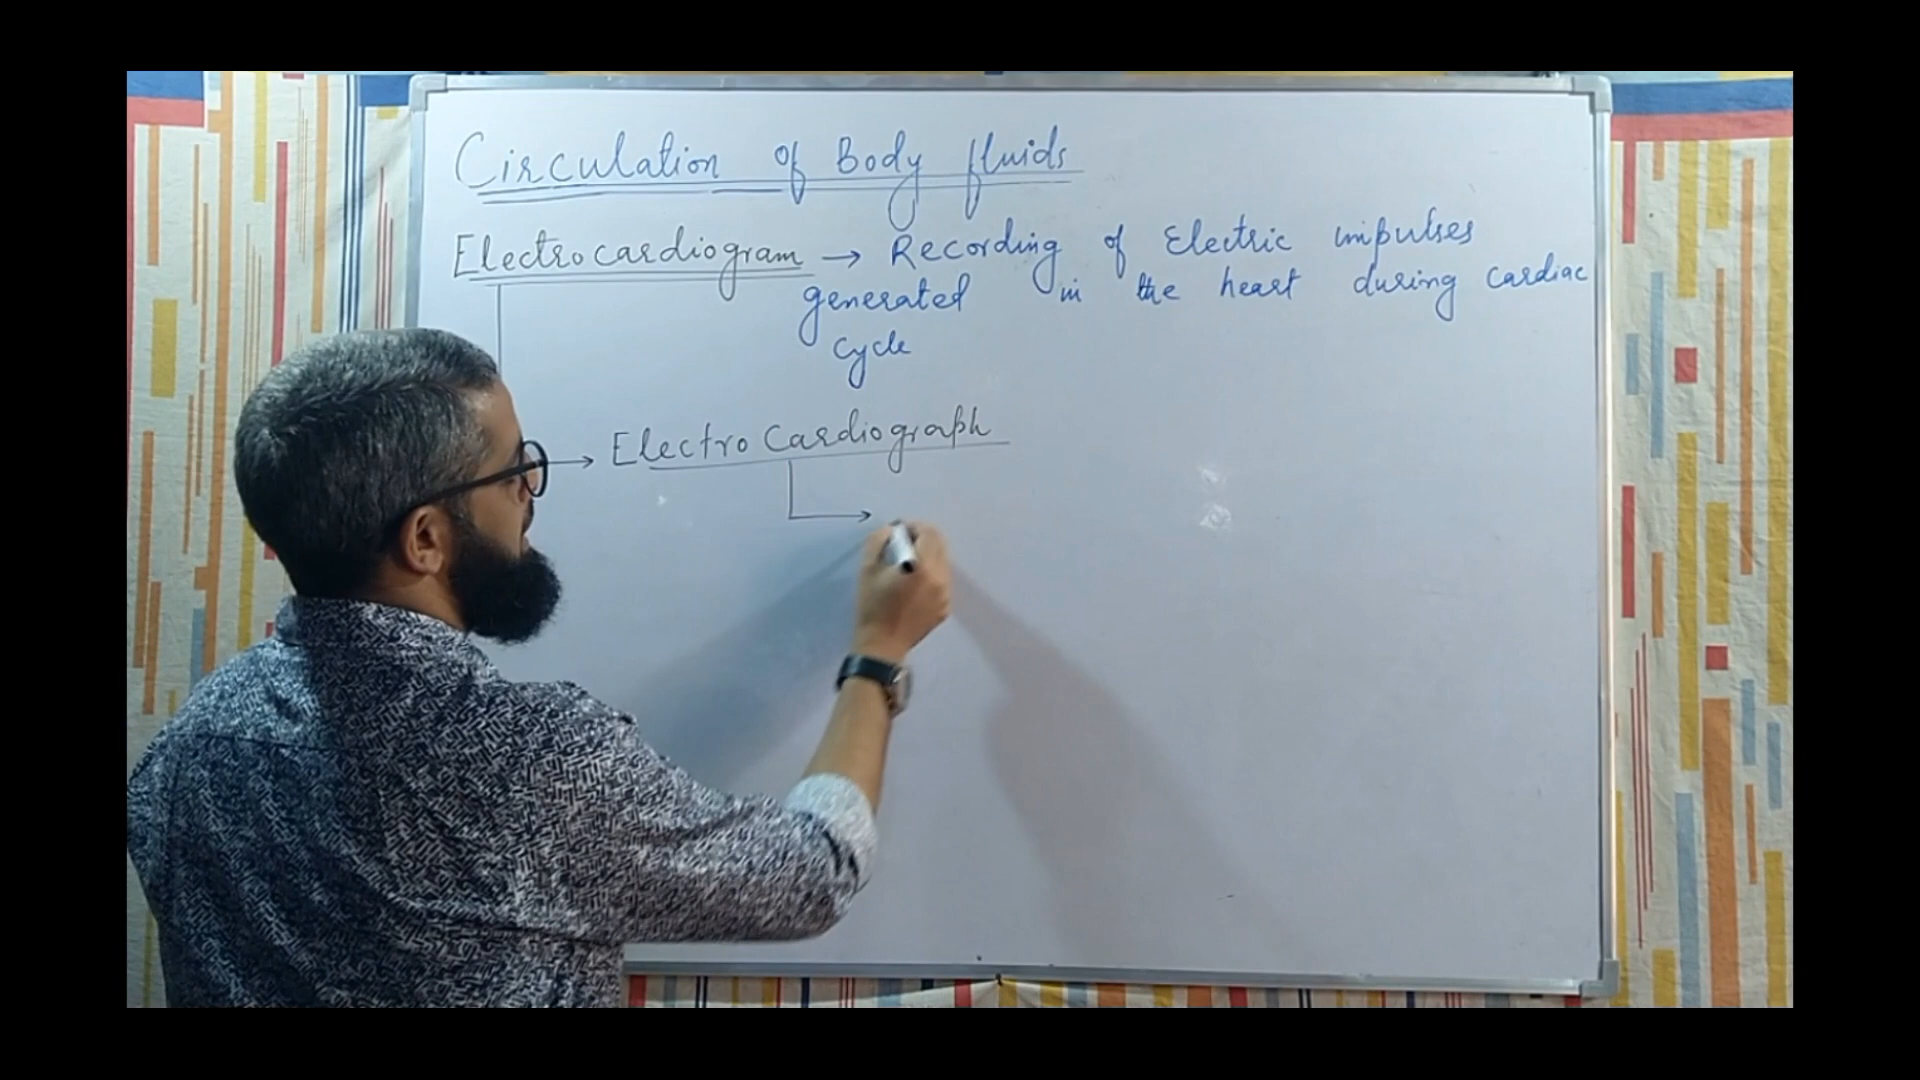 Circulation of Body fluids
Electrocardiogram → Recording of Electric impulses
generated in the heart during cardiac
cycle
→ Electro Cardiograph